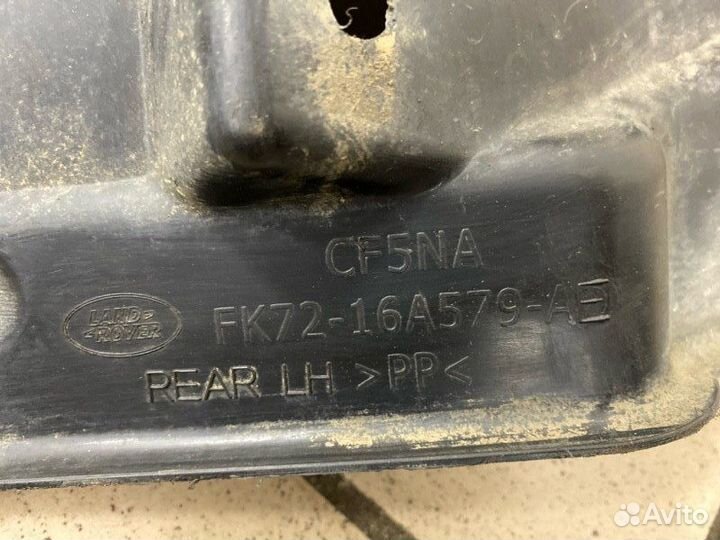 CF5NA
LAND-
-ROVER
FK72-16A579-AE
REAR LH >PP<
Avito